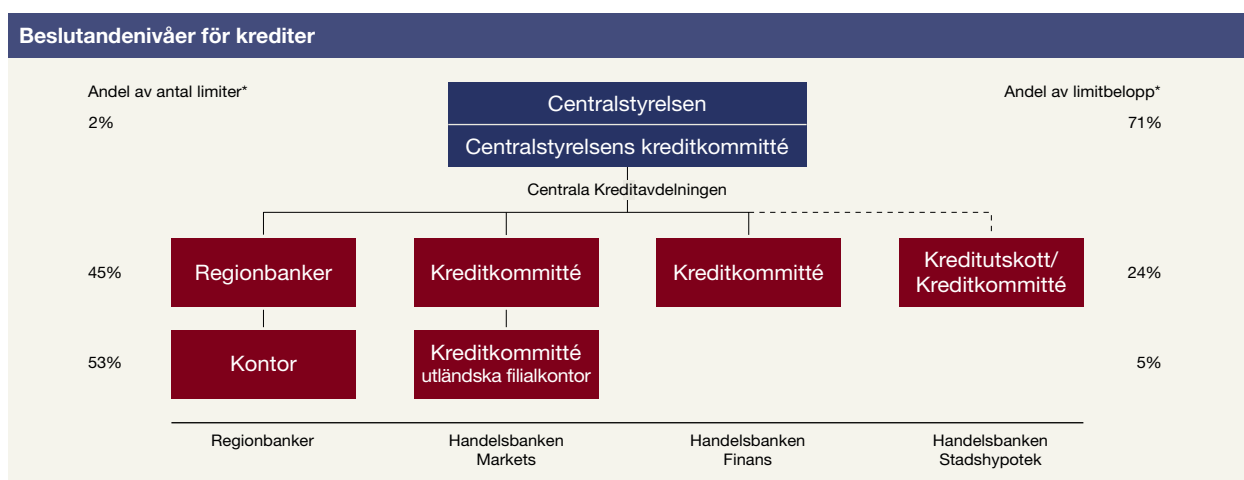 Beslutandenivåer för krediter
Andel av antal limiter*
2%
Centralstyrelsen
Centralstyrelsens kreditkommitté
Andel av limitbelopp*
71%
Centrala Kreditavdelningen
45%
Regionbanker
Kreditkommitté
Kreditkommitté
Kreditutskott/
Kreditkommitté
24%
53%
Kontor
Kreditkommitté
utländska filialkontor
5%
Regionbanker
Handelsbanken
Markets
Handelsbanken
Finans
Handelsbanken
Stadshypotek